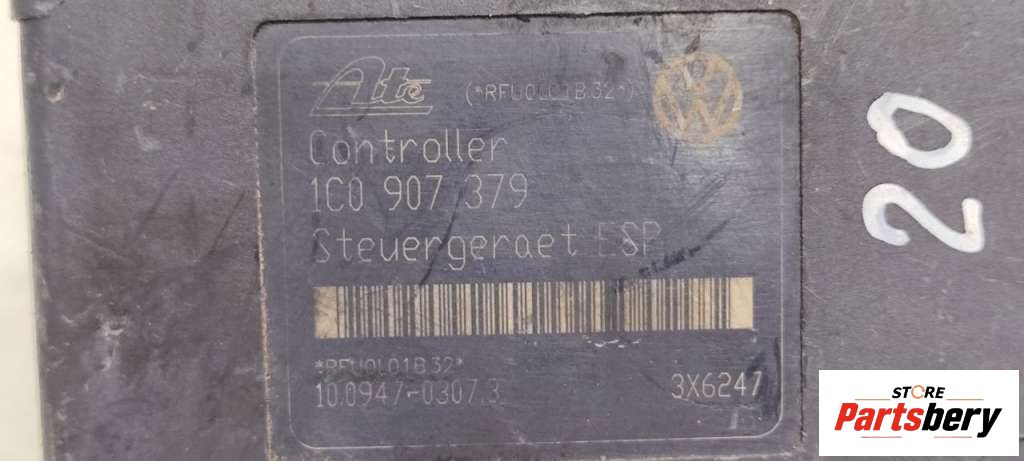 Ate (*RFU0L01B32*)
Controller
1C0 907 379
Steuergeraet ESP
*RFU0L01B32*
10.0947-0307.3 3X6247
20
STORE
Partsbery